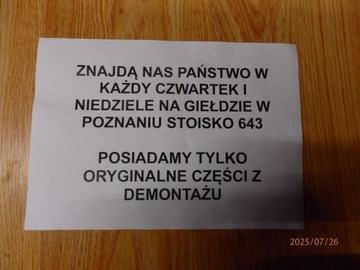 ZNAJDĄ NAS PAŃSTWO W
KAŻDY CZWARTEK I
NIEDZIELE NA GIEŁDZIE W
POZNANIU STOISKO 643
POSIADAMY TYLKO
ORYGINALNE CZĘŚCI Z
DEMONTAŻU
2025/07/26